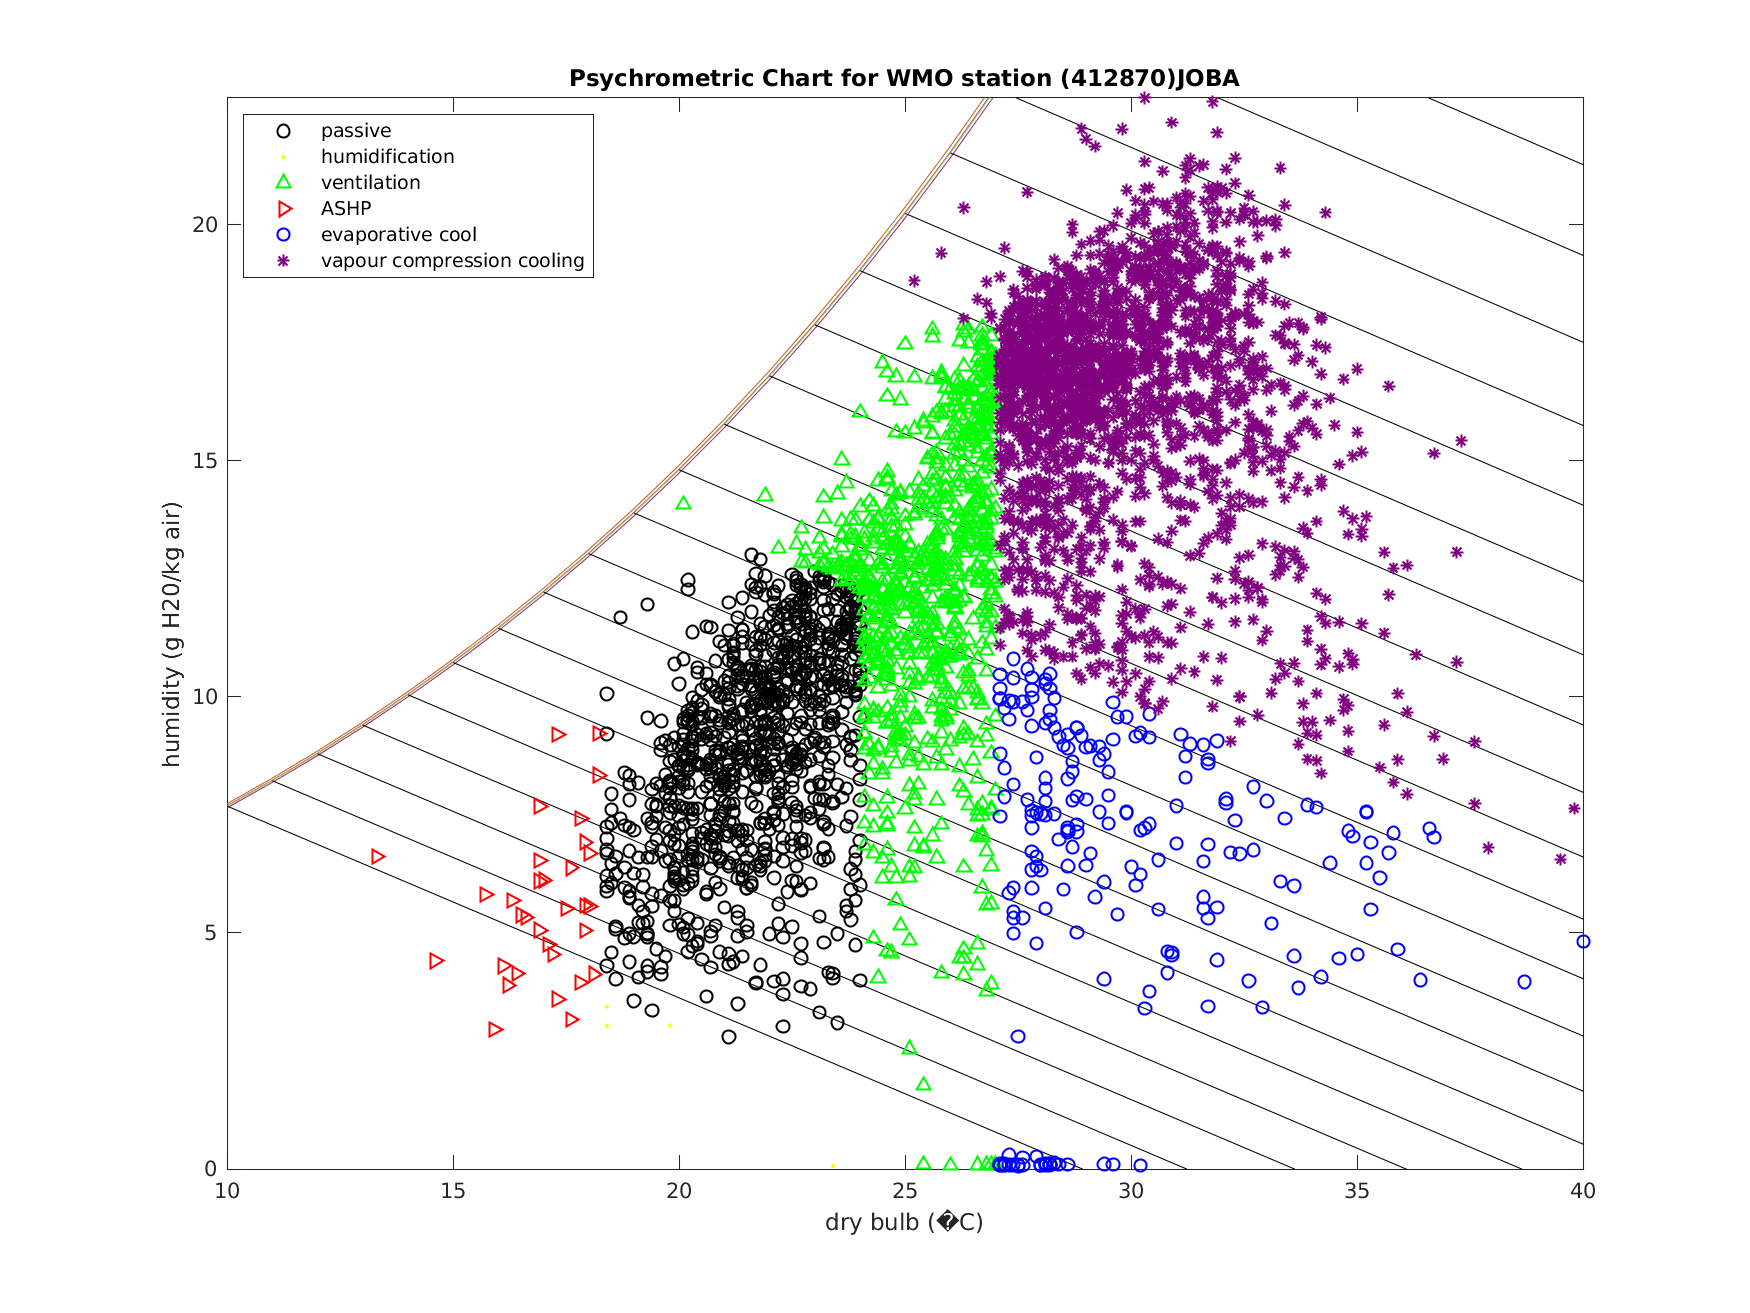 Psychrometric Chart for WMO station (412870)JOBA
passive
humidification
ventilation
ASHP
evaporative cool
vapour compression cooling
humidity (g H20/kg air)
20
15
10
5
0
10 15 20 25 30 35 40
dry bulb (�C)